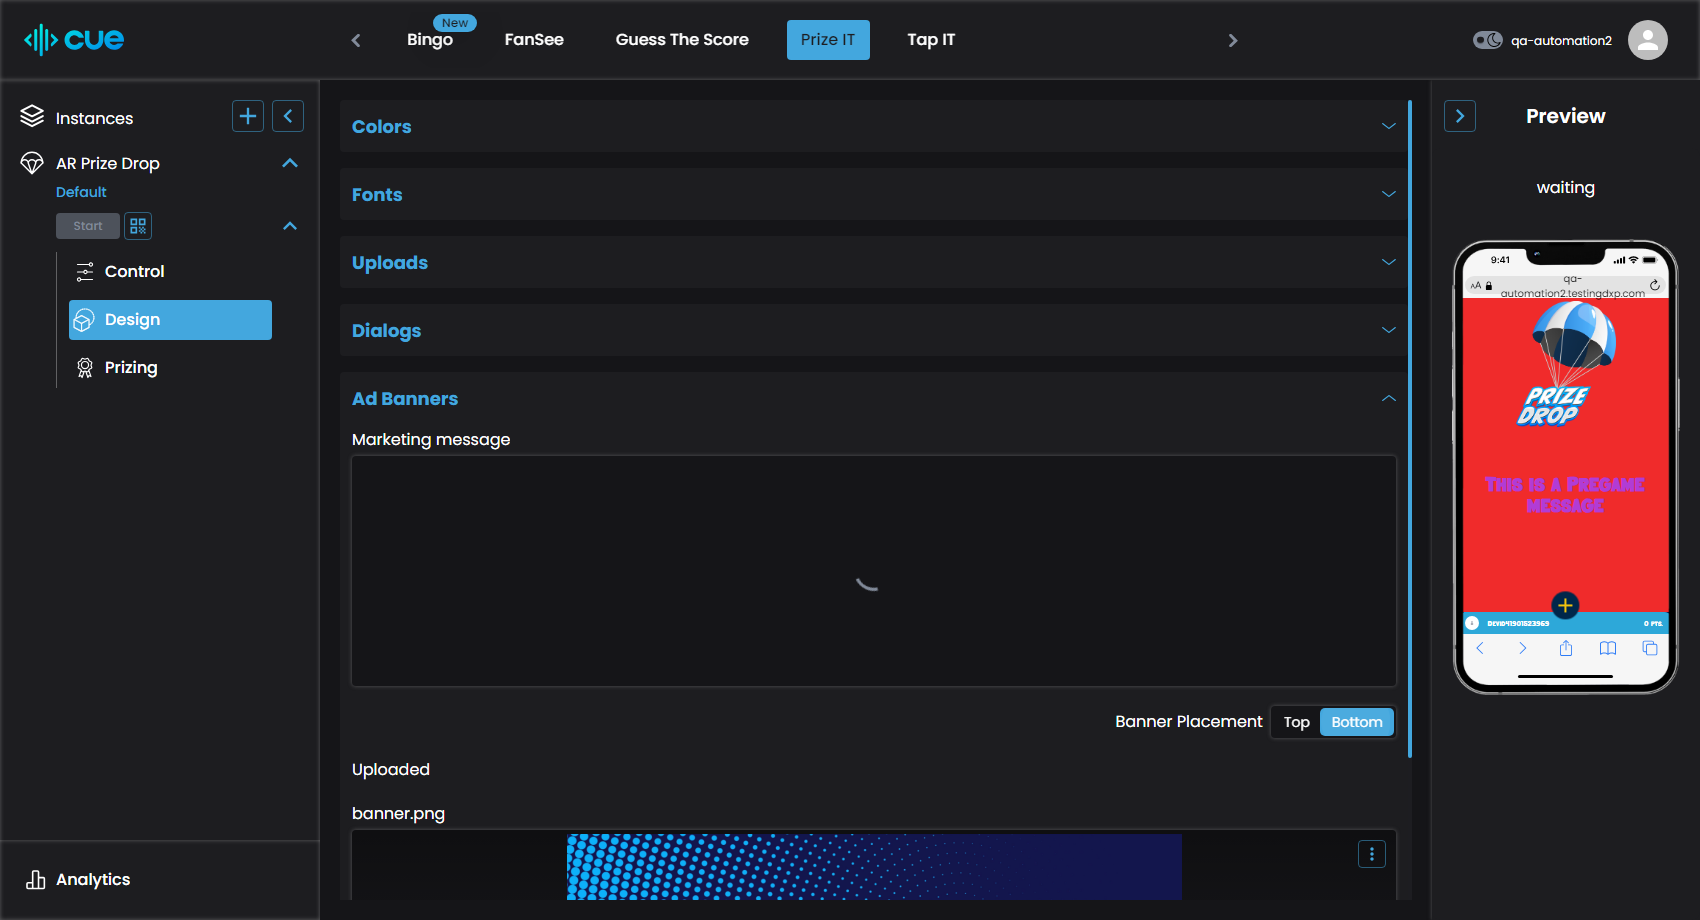 cue
New
Bingo
FanSee
Guess The Score
Prize IT
Tap IT
qa-automation2
Instances
AR Prize Drop
Default
Start
Control
Design
Prizing
Analytics
Colors
Fonts
Uploads
Dialogs
Ad Banners
Marketing message
Banner Placement
Top
Bottom
Uploaded
banner.png
Preview
waiting
9:41
AA
qa-
automation2.testingdxp.com
PRIZE
DROP
This is a Pregame
message
0 PTS.